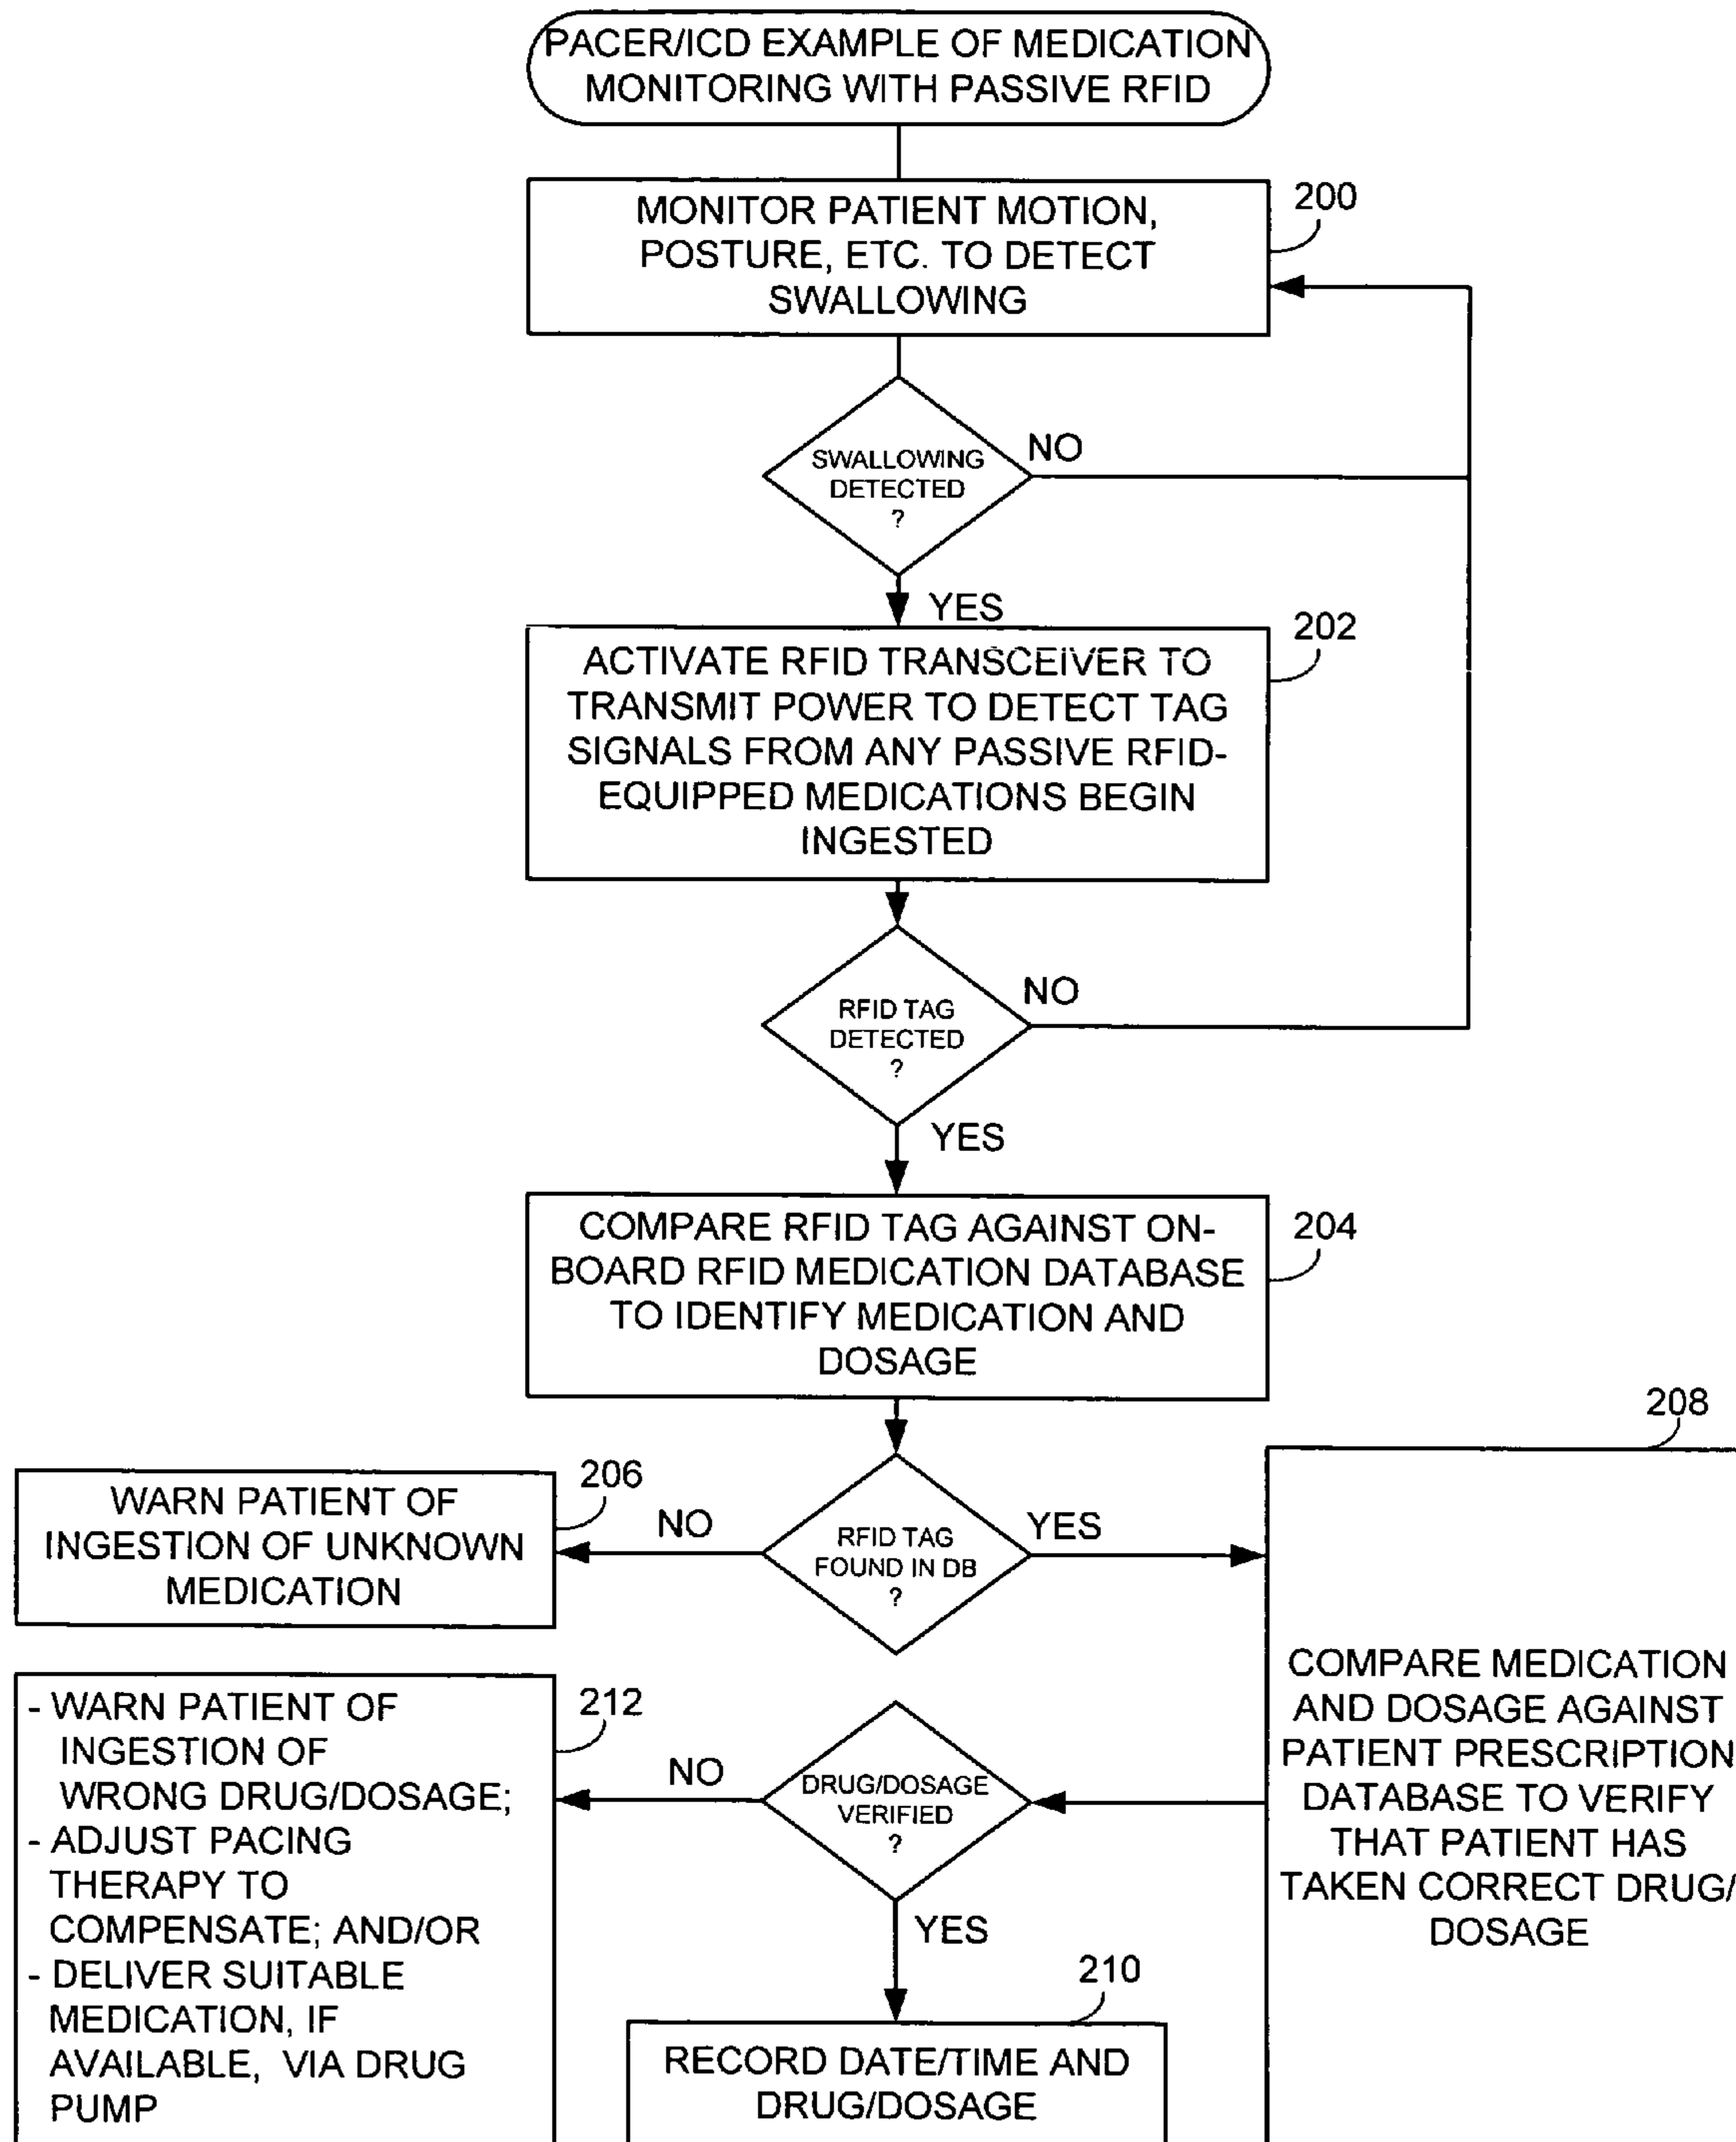 PACER/ICD EXAMPLE OF MEDICATION
MONITORING WITH PASSIVE RFID
200
MONITOR PATIENT MOTION,
POSTURE, ETC. TO DETECT
SWALLOWING
SWALLOWING
DETECTED
?
NO
YES
202
ACTIVATE RFID TRANSCEIVER TO
TRANSMIT POWER TO DETECT TAG
SIGNALS FROM ANY PASSIVE RFID-
EQUIPPED MEDICATIONS BEGIN
INGESTED
RFID TAG
DETECTED
?
NO
YES
204
COMPARE RFID TAG AGAINST ON-
BOARD RFID MEDICATION DATABASE
TO IDENTIFY MEDICATION AND
DOSAGE
RFID TAG
FOUND IN DB
?
NO
YES
206
WARN PATIENT OF
INGESTION OF UNKNOWN
MEDICATION
208
COMPARE MEDICATION
AND DOSAGE AGAINST
PATIENT PRESCRIPTION
DATABASE TO VERIFY
THAT PATIENT HAS
TAKEN CORRECT DRUG/
DOSAGE
DRUG/DOSAGE
VERIFIED
?
NO
YES
212
- WARN PATIENT OF
INGESTION OF
WRONG DRUG/DOSAGE;
- ADJUST PACING
THERAPY TO
COMPENSATE; AND/OR
- DELIVER SUITABLE
MEDICATION, IF
AVAILABLE, VIA DRUG
PUMP
210
RECORD DATE/TIME AND
DRUG/DOSAGE